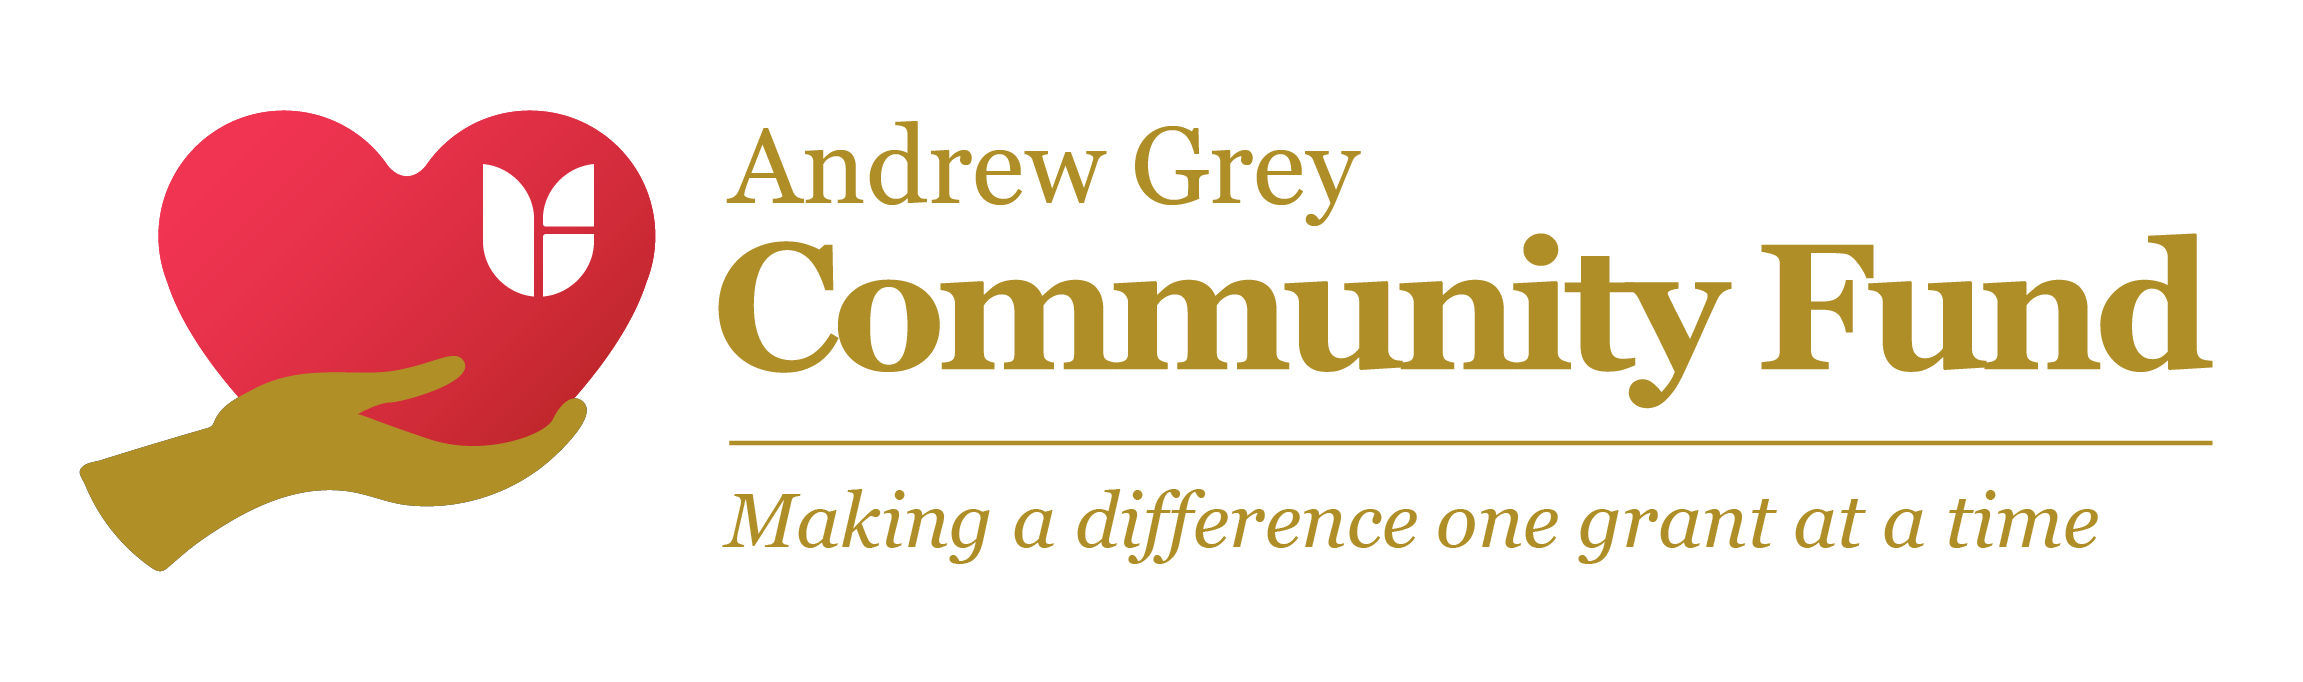 Andrew Grey
Community Fund
Making a difference one grant at a time